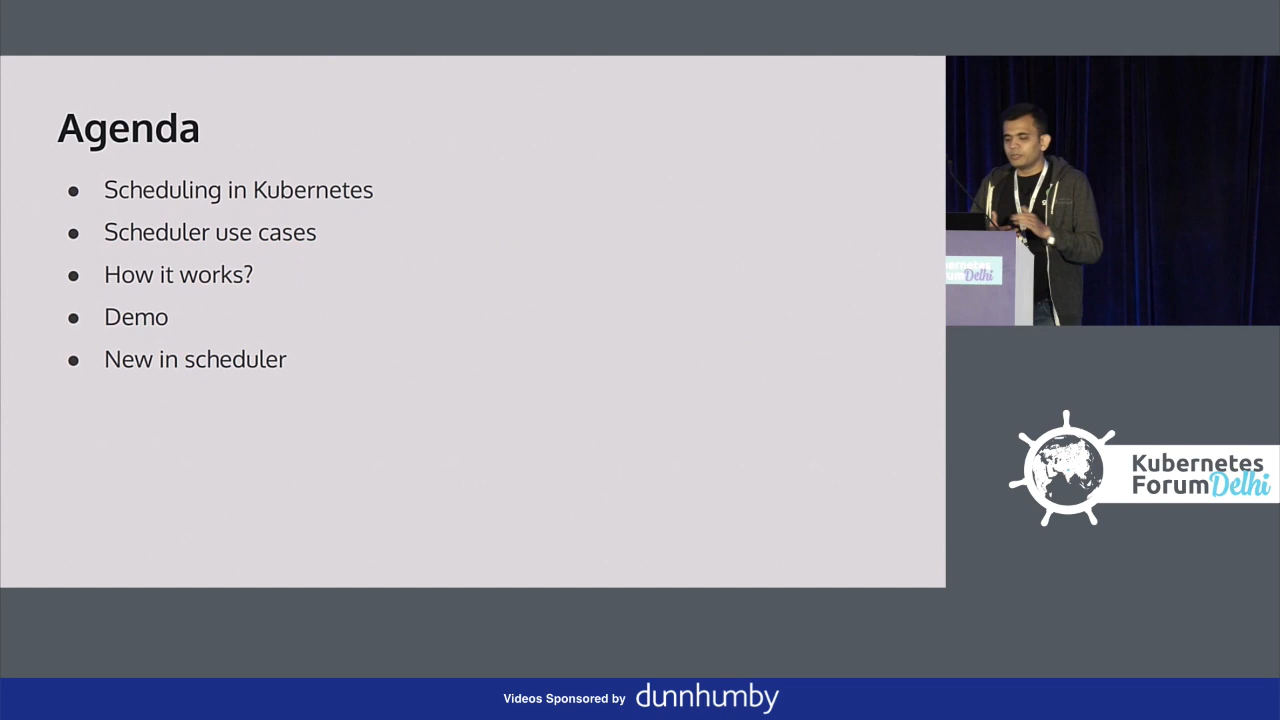 Agenda
● Scheduling in Kubernetes
● Scheduler use cases
● How it works?
● Demo
● New in scheduler
Delhi
Kubernetes
Forum Delhi
Videos Sponsored by dunnhumby